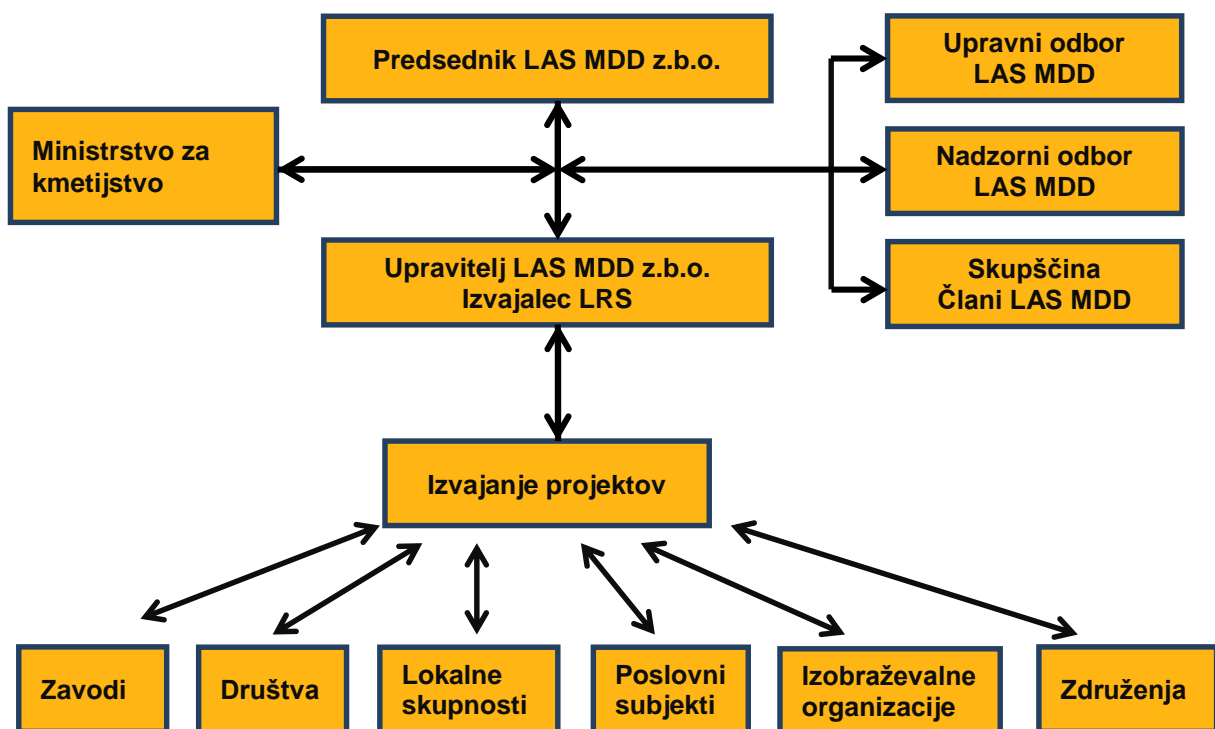 Predsednik LAS MDD z.b.o.
Upravni odbor
LAS MDD
Ministrstvo za
kmetijstvo
Nadzorni odbor
LAS MDD
Upravitelj LAS MDD z.b.o.
Izvajalec LRS
Skupščina
Člani LAS MDD
Izvajanje projektov
Zavodi
Društva
Lokalne
skupnosti
Poslovni
subjekti
Izobraževalne
organizacije
Združenja